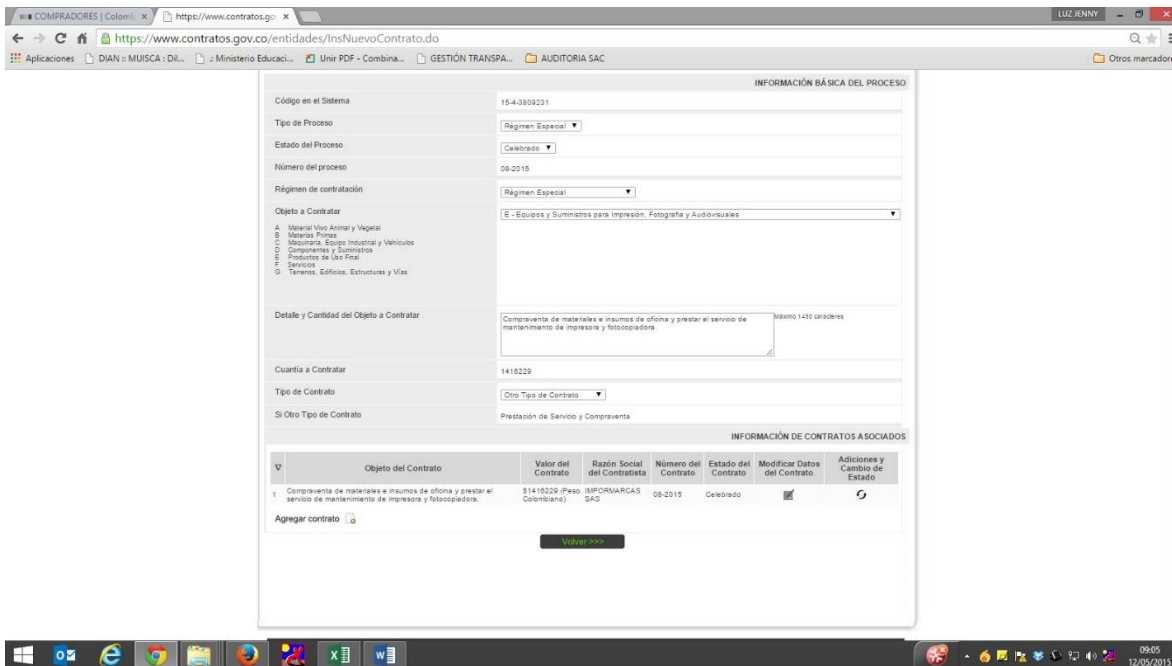 COMPRADORES | Colomb
https://www.contratos.go
LUZ JENNY
https://www.contratos.gov.co/entidades/InsNuevoContrato.do
Aplicaciones
DIAN :: MUISCA : Dil...
.: Ministerio Educaci...
Unir PDF - Combina...
GESTIÓN TRANSPA...
AUDITORIA SAC
Otros marcadore
INFORMACIÓN BÁSICA DEL PROCESO
Código en el Sistema 15-4-3809231
Tipo de Proceso Régimen Especial
Estado del Proceso Celebrado
Número del proceso 08-2015
Régimen de contratación Régimen Especial
Objeto a Contratar E - Equipos y Suministros para Impresión, Fotografia y Audiovisuales
A Material Vivo Animal y Vegetal
B Materias Primas
C Maquinaria, Equipo Industrial y Vehículos
D Componentes y Suministros
E Productos de Uso Final
F Servicios
G Terrenos, Edificios, Estructuras y Vías
Detalle y Cantidad del Objeto a Contratar
Compraventa de materiales e insumos de oficina y prestar el servicio de
mantenimiento de impresora y fotocopiadora.
Máximo 1450 caracteres
Cuantía a Contratar 1416229
Tipo de Contrato Otro Tipo de Contrato
Si Otro Tipo de Contrato Prestación de Servicio y Compraventa
INFORMACIÓN DE CONTRATOS ASOCIADOS
Objeto del Contrato
Valor del Contrato
Razón Social del Contratista
Número del Contrato
Estado del Contrato
Modificar Datos del Contrato
Adiciones y Cambio de Estado
1 Compraventa de materiales e insumos de oficina y prestar el
servicio de mantenimiento de impresora y fotocopiadora.
$1416229 (Peso Colombiano)
IMPORMARCAS SAS
08-2015
Celebrado
Agregar contrato
Volver >>>
09:05
12/05/2015